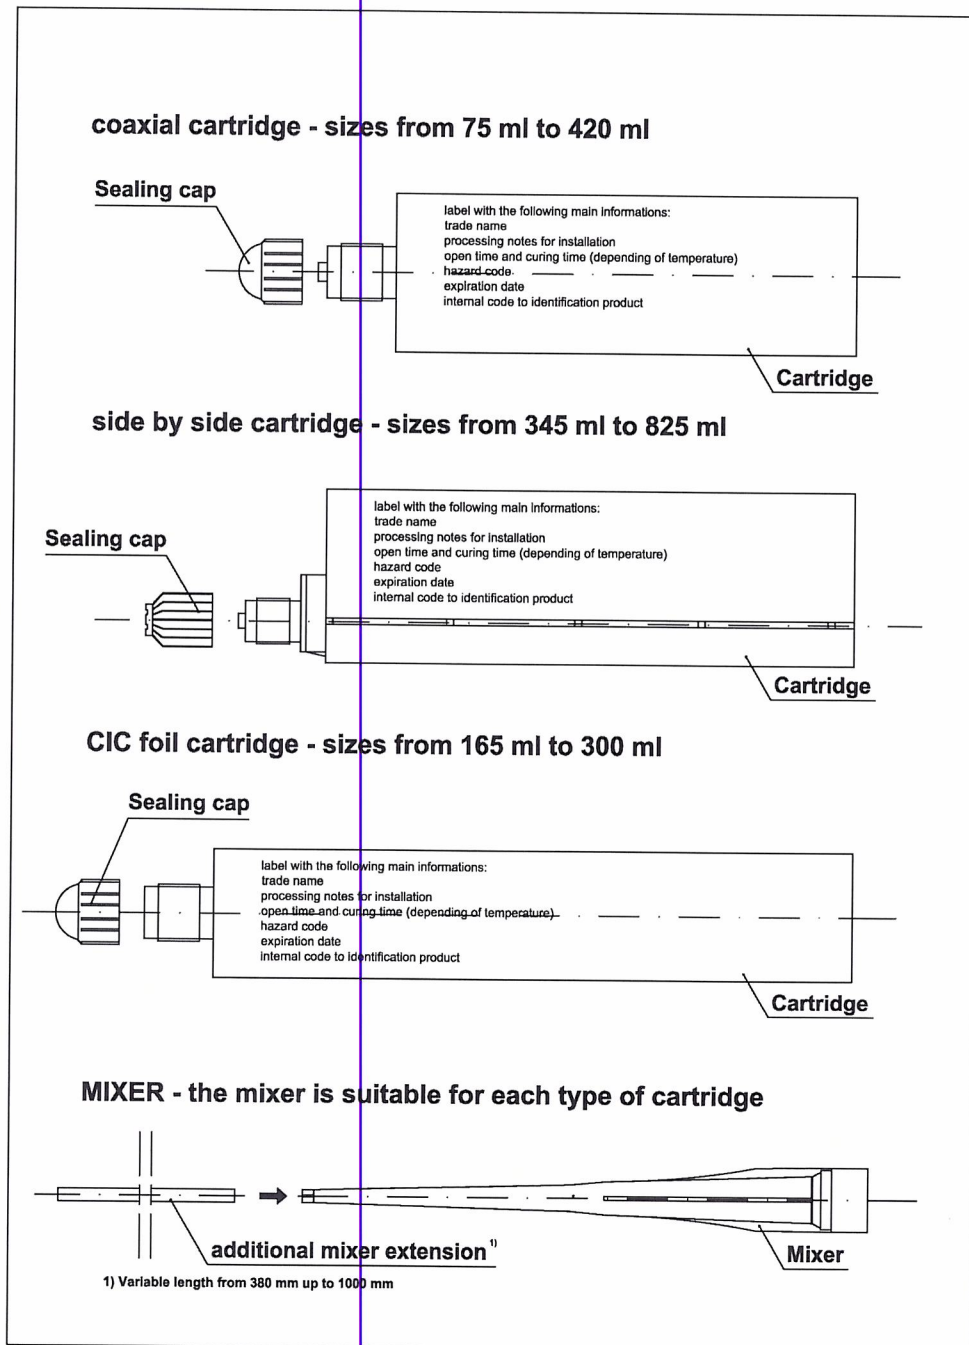 coaxial cartridge - sizes from 75 ml to 420 ml
Sealing cap
label with the following main informations:
trade name
processing notes for installation
open time and curing time (depending of temperature)
hazard code
expiration date
internal code to identification product
Cartridge
side by side cartridge - sizes from 345 ml to 825 ml
Sealing cap
label with the following main informations:
trade name
processing notes for installation
open time and curing time (depending of temperature)
hazard code
expiration date
internal code to identification product
Cartridge
CIC foil cartridge - sizes from 165 ml to 300 ml
Sealing cap
label with the following main informations:
trade name
processing notes for installation
open time and curing time (depending of temperature)
hazard code
expiration date
internal code to identification product
Cartridge
MIXER - the mixer is suitable for each type of cartridge
additional mixer extension 1)
Mixer
1) Variable length from 380 mm up to 1000 mm